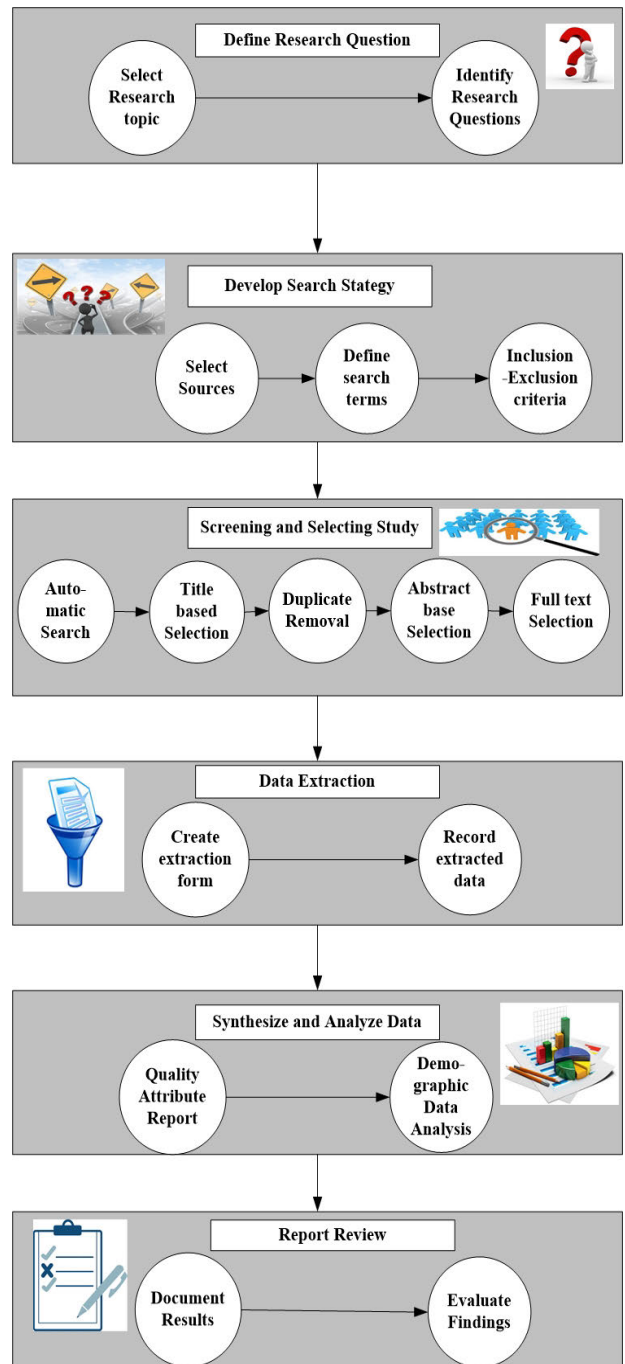 Define Research Question
Select
Research
topic
Identify
Research
Questions
Develop Search Stategy
Select
Sources
Define
search
terms
Inclusion
-Exclusion
criteria
Screening and Selecting Study
Auto-
matic
Search
Title
based
Selection
Duplicate
Removal
Abstract
base
Selection
Full text
Selection
Data Extraction
Create
extraction
form
Record
extracted
data
Synthesize and Analyze Data
Quality
Attribute
Report
Demo-
graphic
Data
Analysis
Report Review
Document
Results
Evaluate
Findings